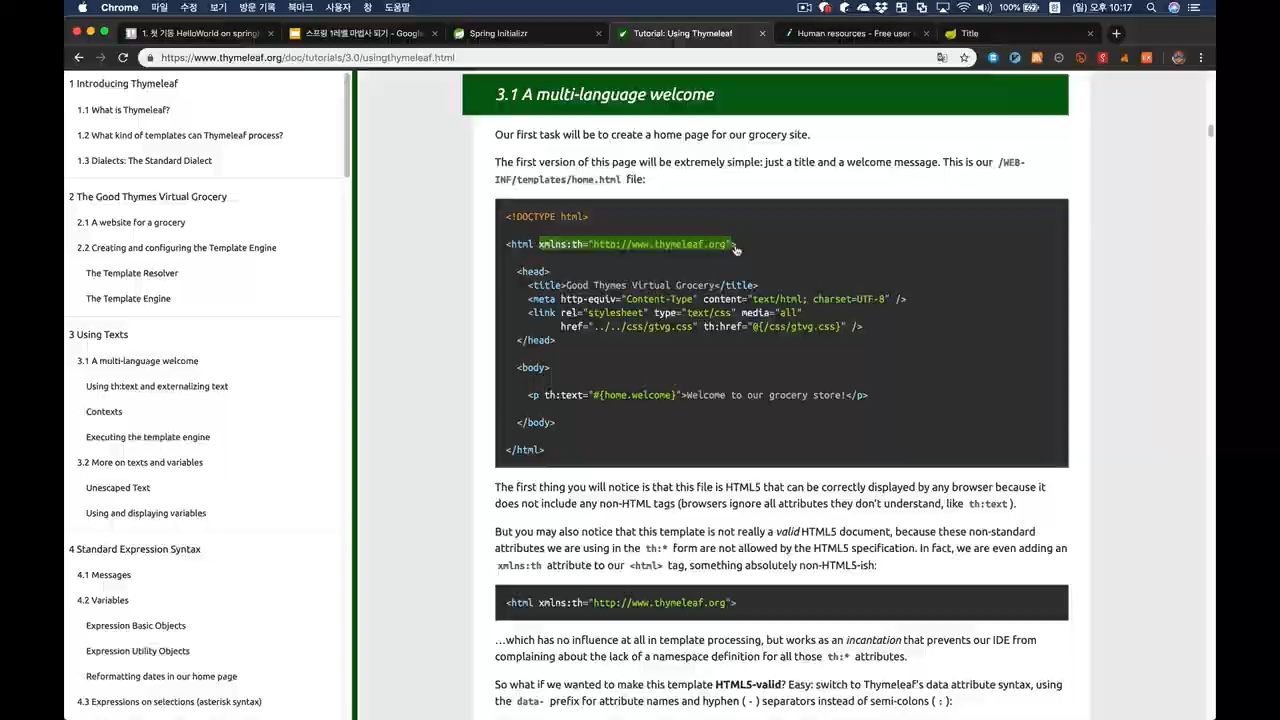 Chrome 파일 수정 보기 방문 기록 북마크 사용자 창 도움말 100% 한 (일) 오후 10:17
1. 첫 기동 HelloWorld on springl
스프링 1레벨 마법사 되기 - Google
Spring Initializr
Tutorial: Using Thymeleaf
Human resources - Free user
Title
https://www.thymeleaf.org/doc/tutorials/3.0/usingthymeleaf.html
1 Introducing Thymeleaf
1.1 What is Thymeleaf?
1.2 What kind of templates can Thymeleaf process?
1.3 Dialects: The Standard Dialect
2 The Good Thymes Virtual Grocery
2.1 A website for a grocery
2.2 Creating and configuring the Template Engine
The Template Resolver
The Template Engine
3 Using Texts
3.1 A multi-language welcome
Using th:text and externalizing text
Contexts
Executing the template engine
3.2 More on texts and variables
Unescaped Text
Using and displaying variables
4 Standard Expression Syntax
4.1 Messages
4.2 Variables
Expression Basic Objects
Expression Utility Objects
Reformatting dates in our home page
4.3 Expressions on selections (asterisk syntax)
3.1 A multi-language welcome
Our first task will be to create a home page for our grocery site.
The first version of this page will be extremely simple: just a title and a welcome message. This is our /WEB-
INF/templates/home.html file:
<!DOCTYPE html>
<html xmlns:th="http://www.thymeleaf.org">
<head>
<title>Good Thymes Virtual Grocery</title>
<meta http-equiv="Content-Type" content="text/html; charset=UTF-8" />
<link rel="stylesheet" type="text/css" media="all"
href="../../css/gtvg.css" th:href="@{/css/gtvg.css}" />
</head>
<body>
<p th:text="#{home.welcome}">Welcome to our grocery store!</p>
</body>
</html>
The first thing you will notice is that this file is HTML5 that can be correctly displayed by any browser because it
does not include any non-HTML tags (browsers ignore all attributes they don't understand, like th:text).
But you may also notice that this template is not really a valid HTML5 document, because these non-standard
attributes we are using in the th:* form are not allowed by the HTML5 specification. In fact, we are even adding an
xmlns:th attribute to our <html> tag, something absolutely non-HTML5-ish:
<html xmlns:th="http://www.thymeleaf.org">
…which has no influence at all in template processing, but works as an incantation that prevents our IDE from
complaining about the lack of a namespace definition for all those th:* attributes.
So what if we wanted to make this template HTML5-valid? Easy: switch to Thymeleaf's data attribute syntax, using
the data- prefix for attribute names and hyphen (-) separators instead of semi-colons (:):